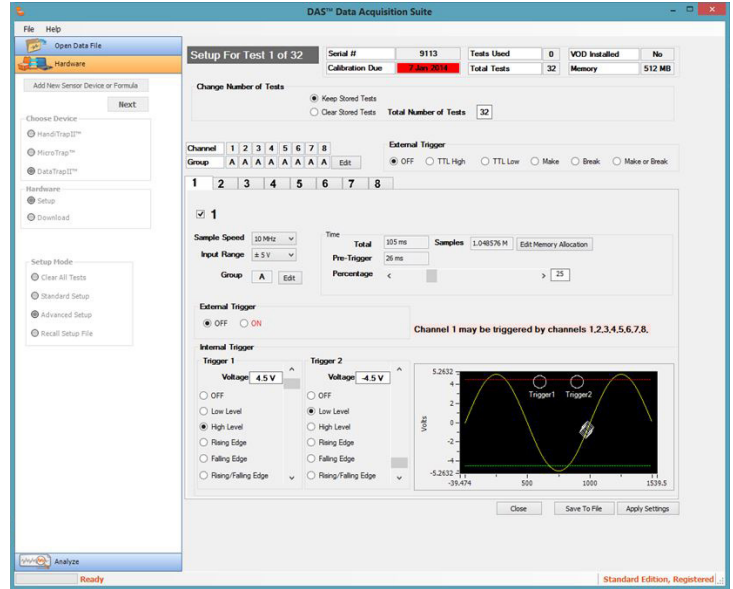 DAS™ Data Acquisition Suite
File Help
Open Data File
Hardware
Add New Sensor Device or Formula
Next
Choose Device
HandiTrapII™
MicroTrap™
DataTrapII™
Hardware
Setup
Download
Setup Mode
Clear All Tests
Standard Setup
Advanced Setup
Recall Setup File
Analyze
Ready
Setup For Test 1 of 32
Serial # 9113 Tests Used 0 VOD Installed No
Calibration Due 7 Jan 2014 Total Tests 32 Memory 512 MB
Change Number of Tests
Keep Stored Tests
Clear Stored Tests Total Number of Tests 32
Channel 1 2 3 4 5 6 7 8
Group A A A A A A A A Edit
External Trigger
OFF TTL High TTL Low Make Break Make or Break
1 2 3 4 5 6 7 8
1
Sample Speed 10 MHz
Input Range ± 5 V
Group A Edit
Time
Total 105 ms Samples 1.048576 M Edit Memory Allocation
Pre-Trigger 26 ms
Percentage < > 25
External Trigger
OFF ON
Channel 1 may be triggered by channels 1,2,3,4,5,6,7,8,
Internal Trigger
Trigger 1
Voltage 4.5 V
OFF
Low Level
High Level
Rising Edge
Falling Edge
Rising/Falling Edge
Trigger 2
Voltage -4.5 V
OFF
Low Level
High Level
Rising Edge
Falling Edge
Rising/Falling Edge
Volts
5.2632
4
2
0
-2
-4
-5.2632
Trigger1 Trigger2
-39.474 500 1000 1539.5
Close Save To File Apply Settings
Standard Edition, Registered